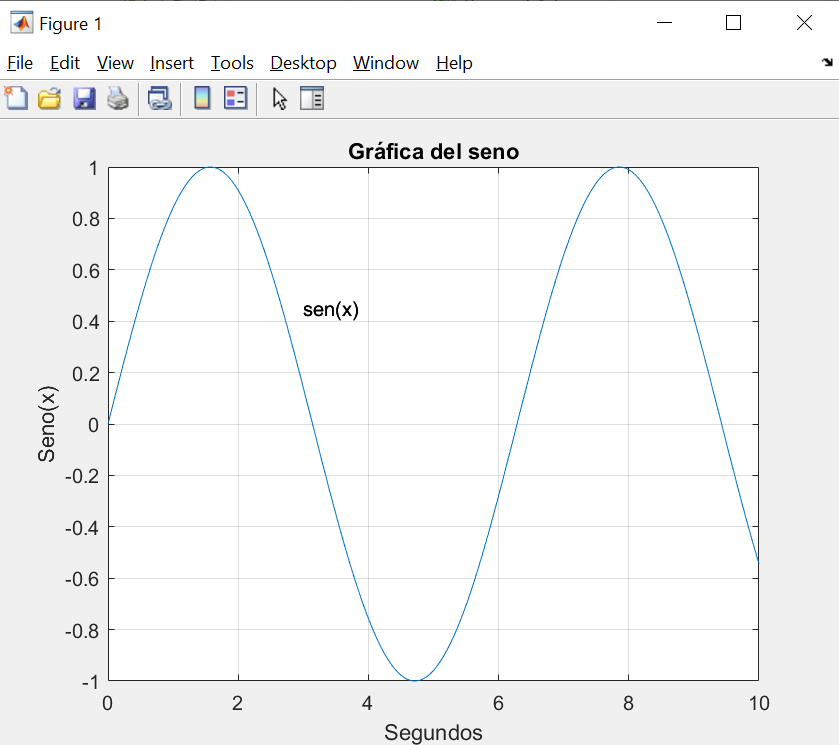 Figure 1
File Edit View Insert Tools Desktop Window Help
Gráfica del seno
1
0.8
0.6
0.4
0.2
0
-0.2
-0.4
-0.6
-0.8
-1
Seno(x)
sen(x)
0 2 4 6 8 10
Segundos